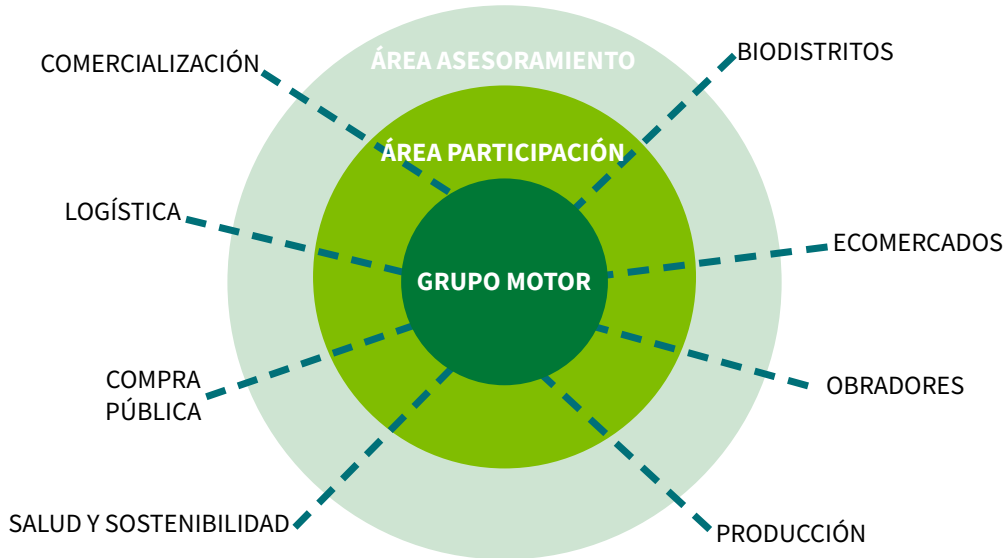 ÁREA ASESORAMIENTO
ÁREA PARTICIPACIÓN
GRUPO MOTOR
COMERCIALIZACIÓN
LOGÍSTICA
COMPRA
PÚBLICA
SALUD Y SOSTENIBILIDAD
BIODISTRITOS
ECOMERCADOS
OBRADORES
PRODUCCIÓN